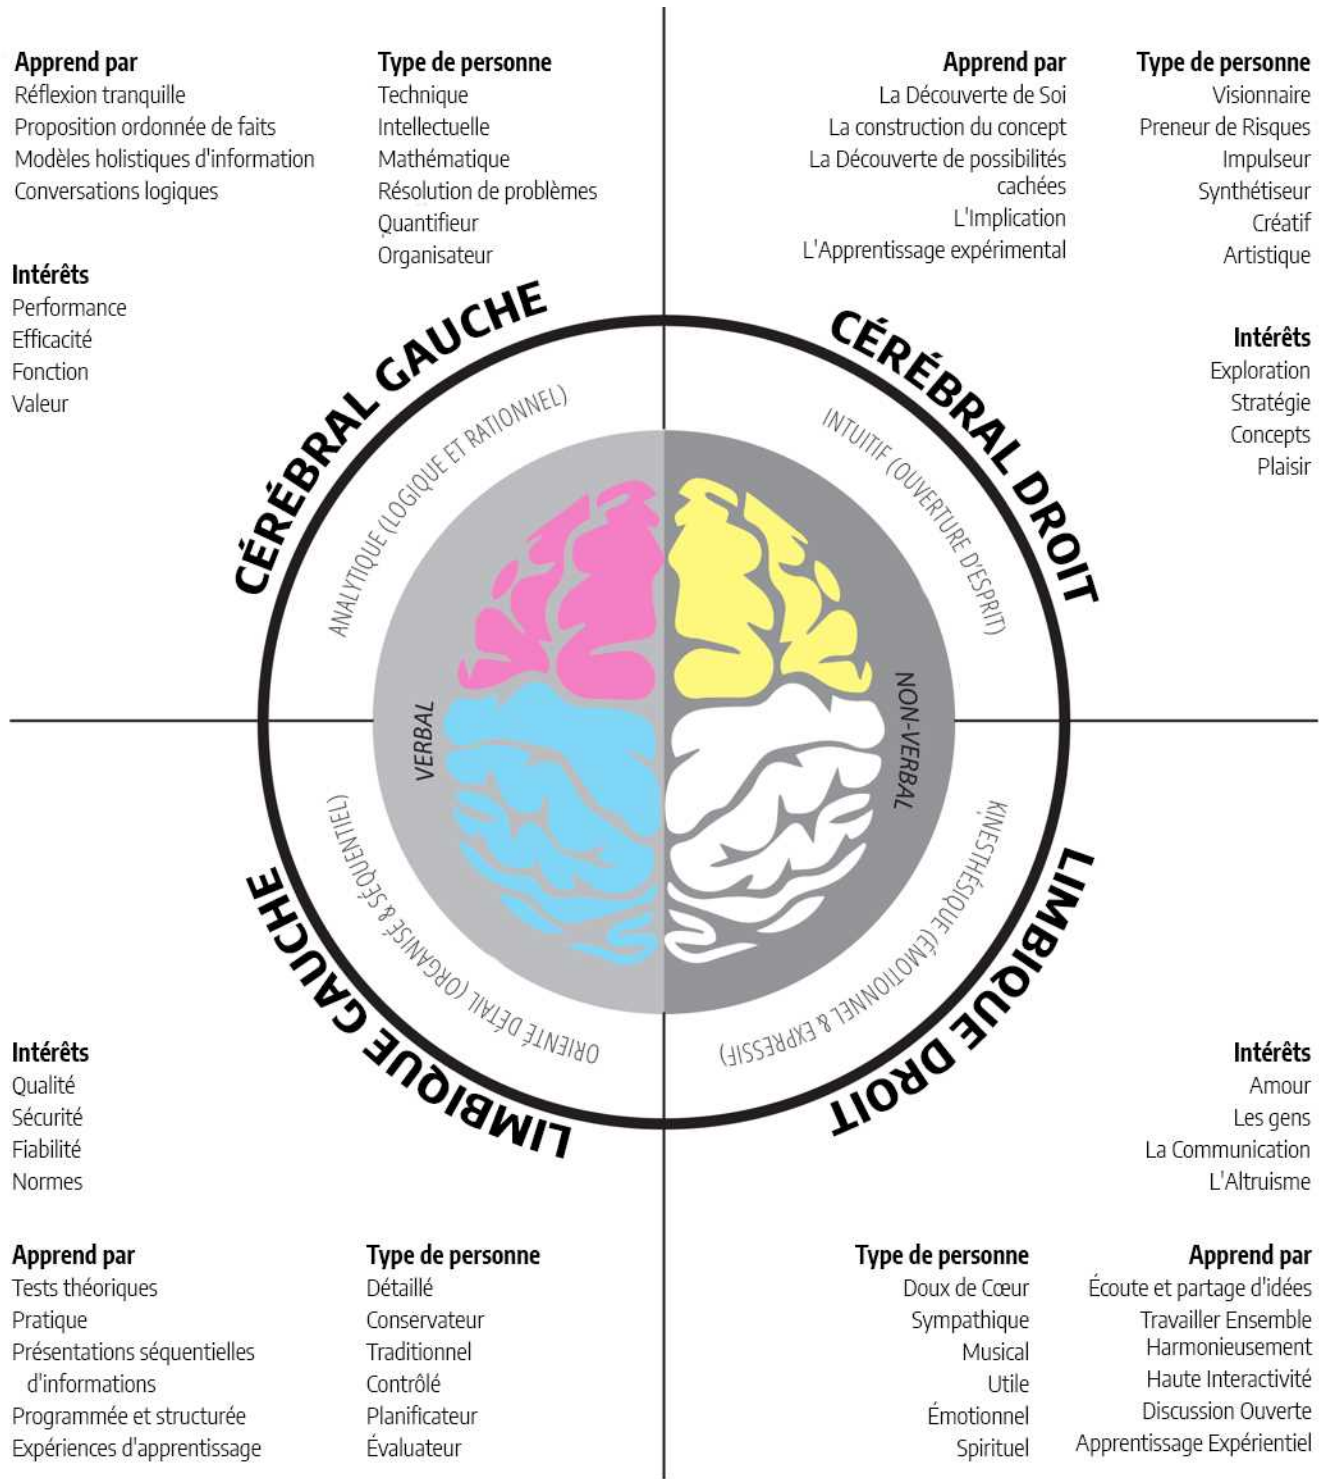 Apprend par
Réflexion tranquille
Proposition ordonnée de faits
Modèles holistiques d'information
Conversations logiques
Type de personne
Technique
Intellectuelle
Mathématique
Résolution de problèmes
Quantifieur
Organisateur
Intérêts
Performance
Efficacité
Fonction
Valeur
Apprend par
La Découverte de Soi
La construction du concept
La Découverte de possibilités
cachées
L'Implication
L'Apprentissage expérimental
Type de personne
Visionnaire
Preneur de Risques
Impulseur
Synthétiseur
Créatif
Artistique
Intérêts
Exploration
Stratégie
Concepts
Plaisir
CÉRÉBRAL GAUCHE
CÉRÉBRAL DROIT
ANALYTIQUE (LOGIQUE ET RATIONNEL)
INTUITIF (OUVERTURE D'ESPRIT)
VERBAL
NON-VERBAL
ORIENTÉ DÉTAIL (ORGANISÉ & SÉQUENTIEL)
KINESTHÉSIQUE (ÉMOTIONNEL & EXPRESSIF)
LIMBIQUE GAUCHE
LIMBIQUE DROIT
Intérêts
Qualité
Sécurité
Fiabilité
Normes
Apprend par
Tests théoriques
Pratique
Présentations séquentielles
d'informations
Programmée et structurée
Expériences d'apprentissage
Type de personne
Détaillé
Conservateur
Traditionnel
Contrôlé
Planificateur
Évaluateur
Intérêts
Amour
Les gens
La Communication
L'Altruisme
Type de personne
Doux de Cœur
Sympathique
Musical
Utile
Émotionnel
Spirituel
Apprend par
Écoute et partage d'idées
Travailler Ensemble
Harmonieusement
Haute Interactivité
Discussion Ouverte
Apprentissage Expérientiel